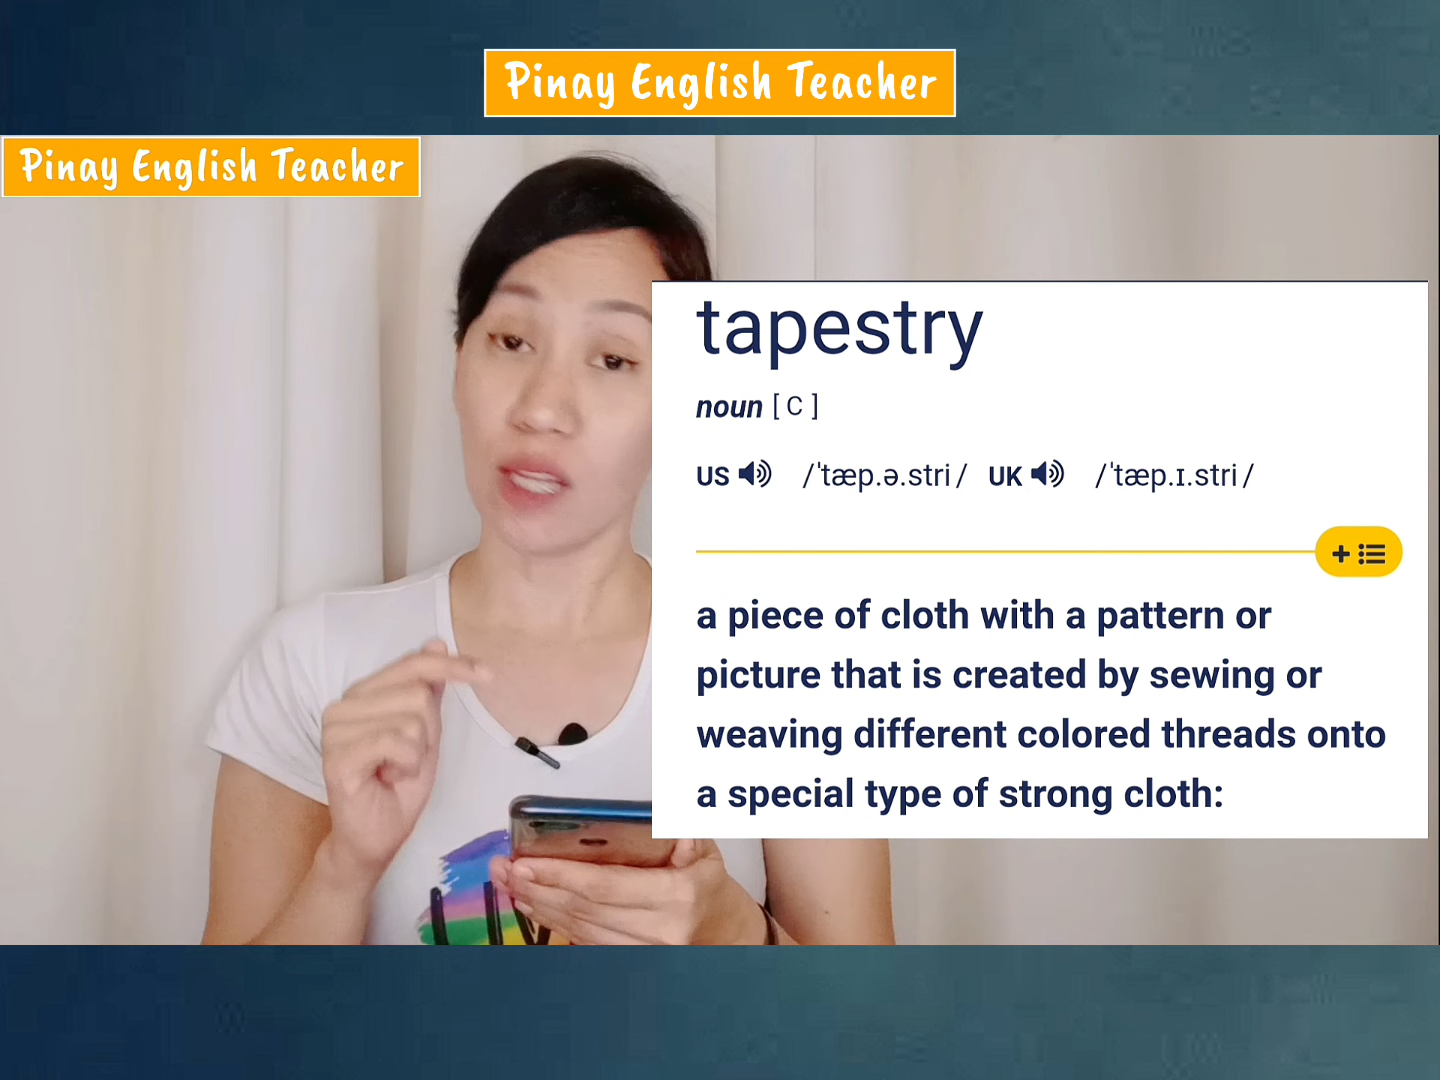 Pinay English Teacher
Pinay English Teacher
tapestry
noun [ C ]
US /ˈtæp.ə.stri/ UK /ˈtæp.ɪ.stri/
a piece of cloth with a pattern or
picture that is created by sewing or
weaving different colored threads onto
a special type of strong cloth: